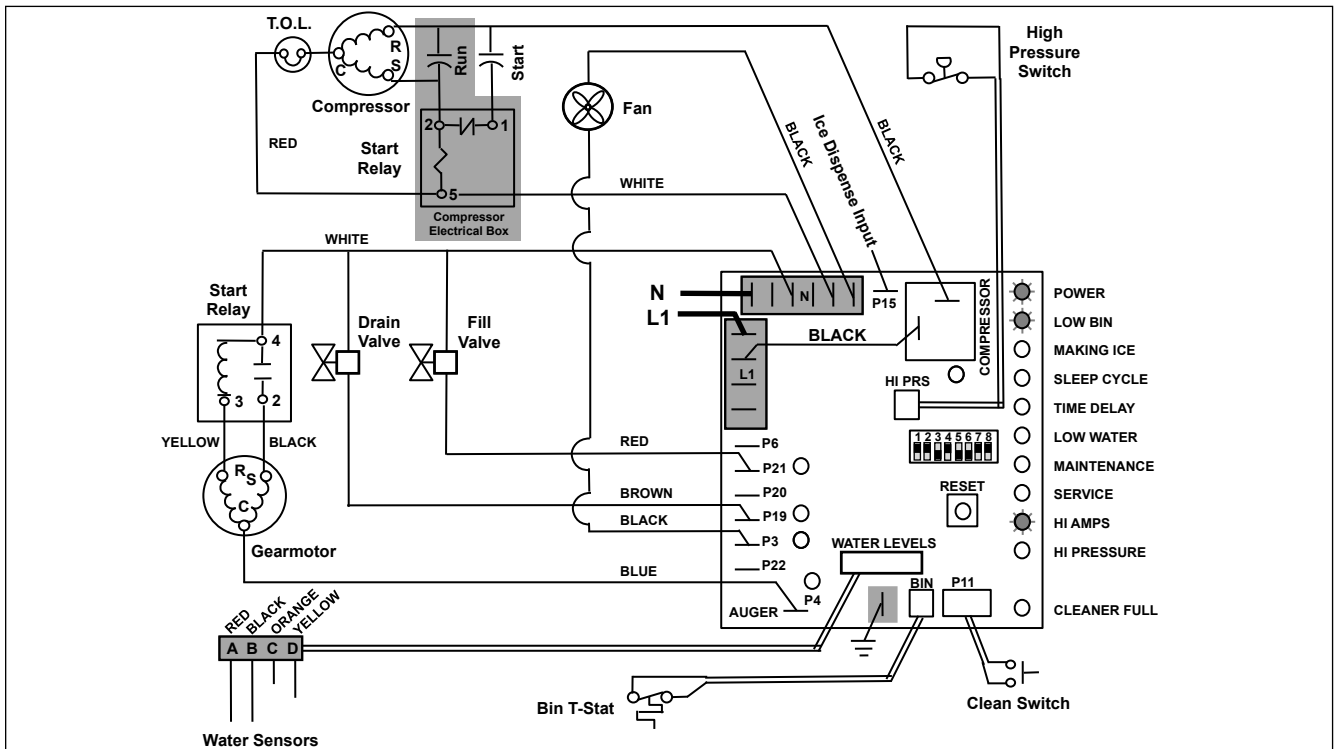 T.O.L.
R
S
C
Compressor
Run
Start
2
1
Start
Relay
5
Compressor
Electrical Box
RED
WHITE
Fan
BLACK
BLACK
Ice Dispense Input
High
Pressure
Switch
WHITE
Start
Relay
4
3
2
YELLOW
BLACK
R
S
C
Gearmotor
Drain
Valve
Fill
Valve
N
L1
N
P15
COMPRESSOR
BLACK
L1
HI PRS
1 2 3 4 5 6 7 8
RESET
POWER
LOW BIN
MAKING ICE
SLEEP CYCLE
TIME DELAY
LOW WATER
MAINTENANCE
SERVICE
HI AMPS
HI PRESSURE
CLEANER FULL
P6
RED
P21
P20
BROWN
P19
BLACK
P3
P22
BLUE
P4
AUGER
WATER LEVELS
BIN
P11
RED
BLACK
ORANGE
YELLOW
A B C D
Water Sensors
Bin T-Stat
Clean Switch